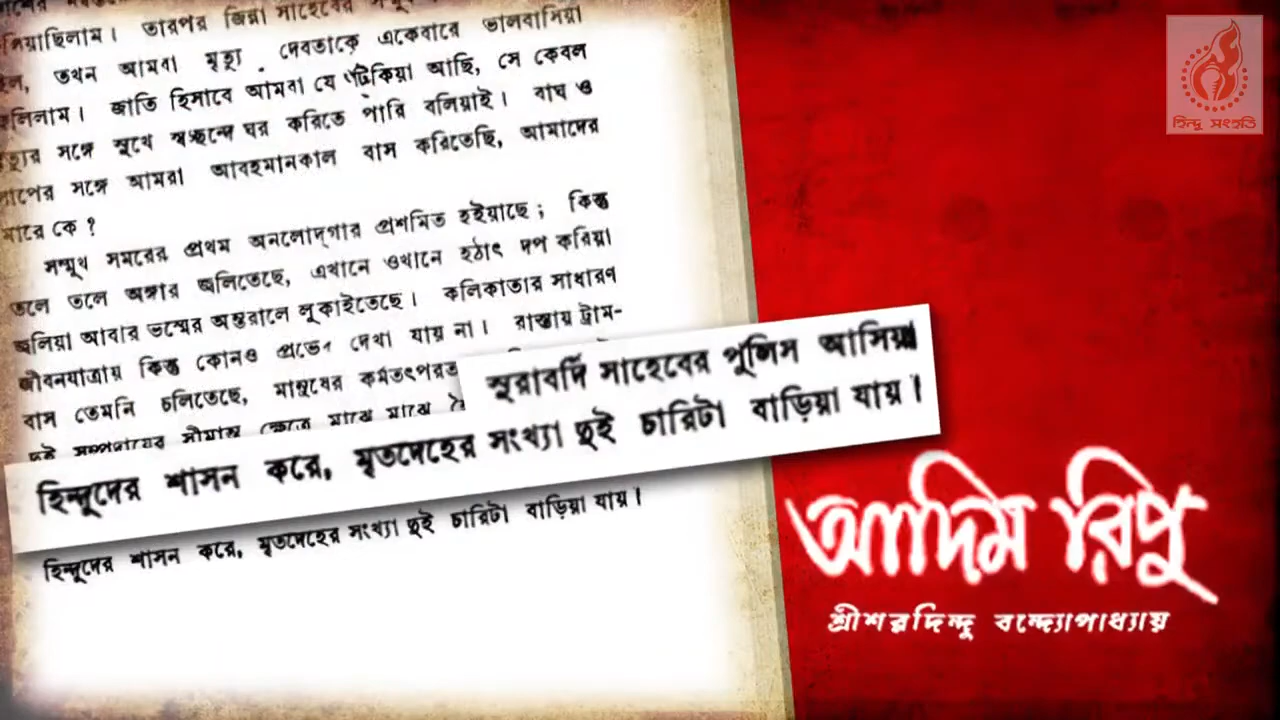 পিয়াছিলাম। তারপর জিন্না সাহেবের
তখন আমরা মৃত্যু দেবতাকে একেবারে ভালবাসিয়া
জাতি হিসাবে আমরা যে টিকিয়া আছি, সে কেবল
সঙ্গে সুখে স্বচ্ছন্দে ঘর করিতে পারি বলিয়াই। বাঘ ও
সাপের সঙ্গে আমরা আবহমানকাল বাস করিতেছি, আমাদের
মারে কে?
সম্মুখ সমরের প্রথম অনলোদ্গার প্রশমিত হইয়াছে; কিন্তু
তলে তলে অঙ্গার জ্বলিতেছে, এখানে ওখানে হঠাৎ দপ করিয়া
জ্বলিয়া আবার ভস্মের অন্তরালে লুকাইতেছে। কলিকাতার সাধারণ
জীবনযাত্রায় কিন্তু কোনও প্রভেদ দেখা যায় না। রাস্তায় ট্রাম-
বাস তেমনি চলিতেছে, মানুষের
সুরাবর্দি সাহেবের পুলিস আসিয়া
হিন্দুদের শাসন করে, মৃতদেহের সংখ্যা দুই চারিটা বাড়িয়া যায়।
হিন্দুদের শাসন করে, মৃতদেহের সংখ্যা দুই চারিটা বাড়িয়া যায়।
হিন্দু সংহতি
আদিম রিপু
শ্রীশরদিন্দু বন্দ্যোপাধ্যায়